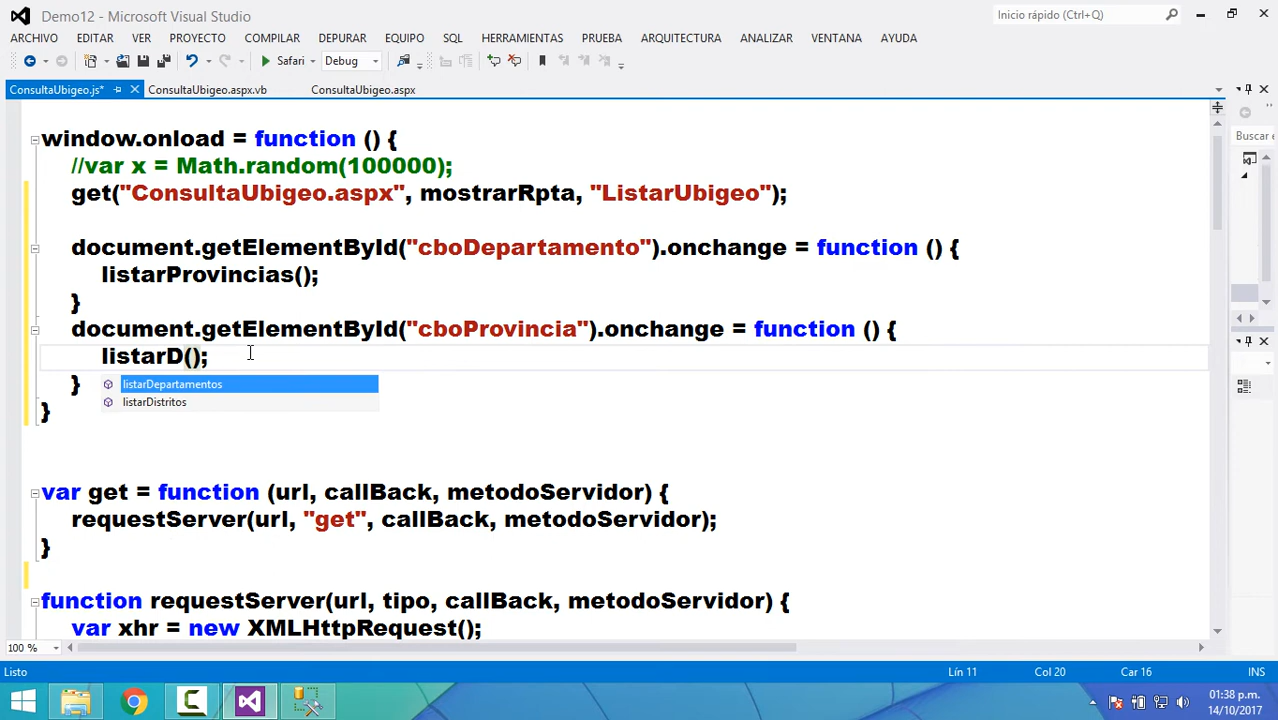 Demo12 - Microsoft Visual Studio
Inicio rápido (Ctrl+Q)
ARCHIVO EDITAR VER PROYECTO COMPILAR DEPURAR EQUIPO SQL HERRAMIENTAS PRUEBA ARQUITECTURA ANALIZAR VENTANA AYUDA
Safari Debug
ConsultaUbigeo.js* ConsultaUbigeo.aspx.vb ConsultaUbigeo.aspx
Buscar e
window.onload = function () {
//var x = Math.random(100000);
get("ConsultaUbigeo.aspx", mostrarRpta, "ListarUbigeo");
document.getElementById("cboDepartamento").onchange = function () {
listarProvincias();
}
document.getElementById("cboProvincia").onchange = function () {
listarD();
}
listarDepartamentos
listarDistritos
}
var get = function (url, callBack, metodoServidor) {
requestServer(url, "get", callBack, metodoServidor);
}
function requestServer(url, tipo, callBack, metodoServidor) {
var xhr = new XMLHttpRequest();
100 %
Listo Lín 11 Col 20 Car 16 INS
01:38 p.m.
14/10/2017